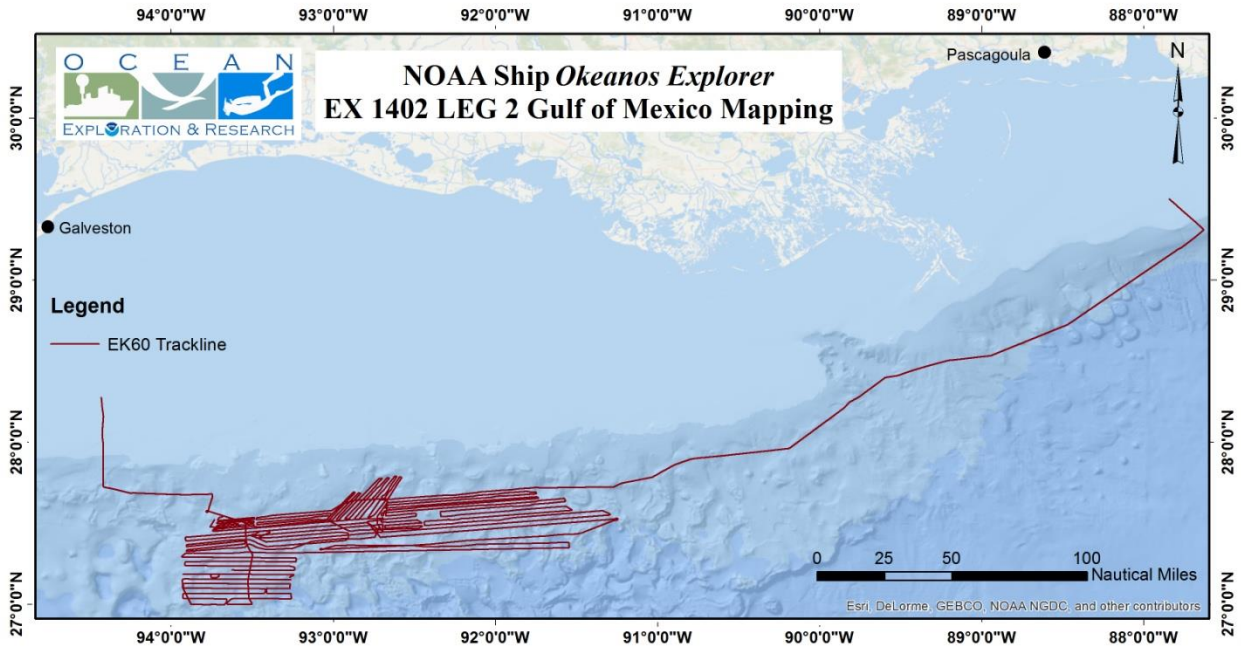 94°0'0"W 93°0'0"W 92°0'0"W 91°0'0"W 90°0'0"W 89°0'0"W 88°0'0"W
OCEAN
EXPLORATION & RESEARCH
NOAA Ship Okeanos Explorer
EX 1402 LEG 2 Gulf of Mexico Mapping
Pascagoula
N
30°0'0"N
30°0'0"N
Galveston
29°0'0"N
29°0'0"N
Legend
EK60 Trackline
28°0'0"N
28°0'0"N
0 25 50 100
Nautical Miles
Esri, DeLorme, GEBCO, NOAA NGDC, and other contributors
27°0'0"N
27°0'0"N
94°0'0"W 93°0'0"W 92°0'0"W 91°0'0"W 90°0'0"W 89°0'0"W 88°0'0"W